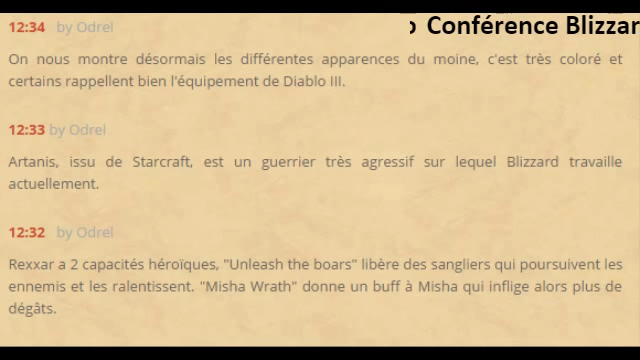 Conférence Blizzar
12:34 by Odrel
On nous montre désormais les différentes apparences du moine, c'est très coloré et
certains rappellent bien l'équipement de Diablo III.
12:33 by Odrel
Artanis, issu de Starcraft, est un guerrier très agressif sur lequel Blizzard travaille
actuellement.
12:32 by Odrel
Rexxar a 2 capacités héroïques, "Unleash the boars" libère des sangliers qui poursuivent les
ennemis et les ralentissent. "Misha Wrath" donne un buff à Misha qui inflige alors plus de
dégâts.